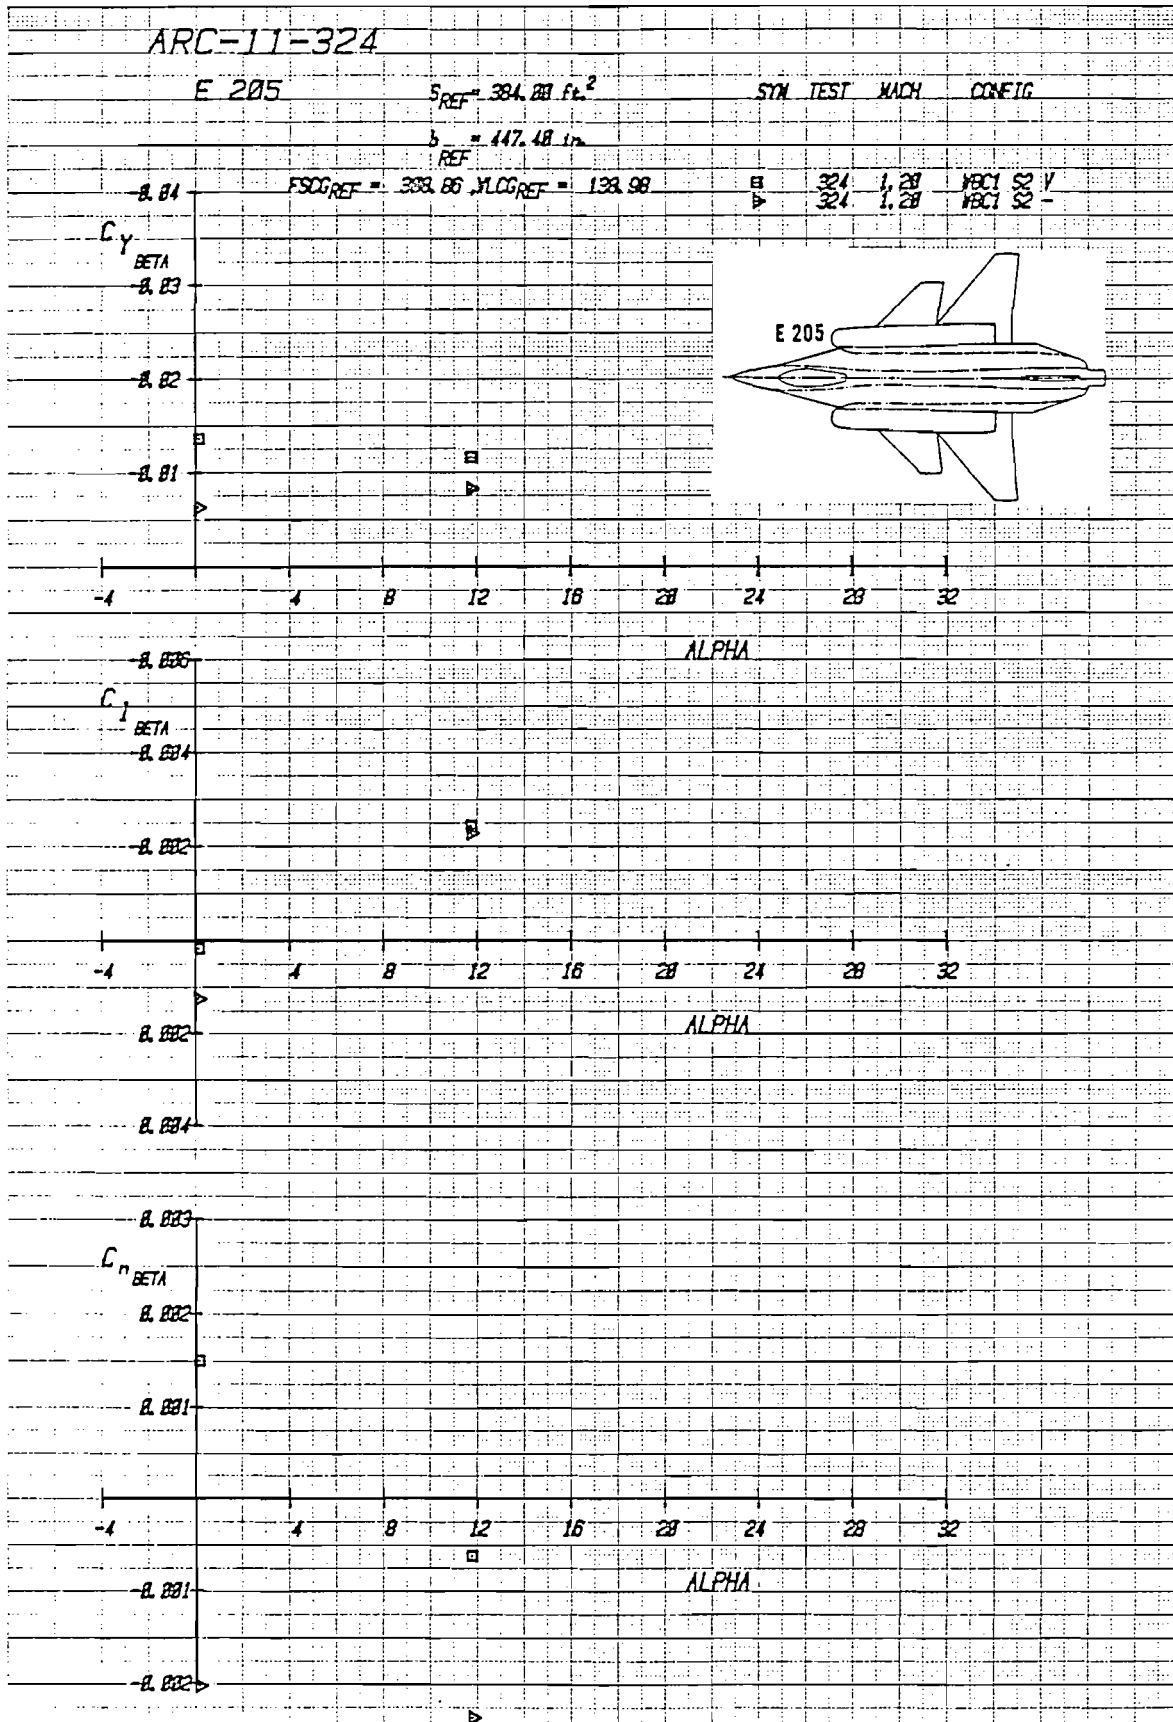 ARC-11-324
E 205 S_REF = 384.00 ft.² SYM TEST MACH CONFIG
b_REF = 447.48 in.
FSCG_REF = 388.86 ,WLCG_REF = 138.98 324 1.20 WBC1 S2 V
324 1.20 WBC1 S2 -
-0.04
C_Y BETA
-0.03
E 205
-0.02
-0.01
-4 4 8 12 16 20 24 28 32
ALPHA
-0.006
C_l BETA
-0.004
-0.002
-4 4 8 12 16 20 24 28 32
ALPHA
0.002
0.004
0.003
C_n BETA
0.002
0.001
-4 4 8 12 16 20 24 28 32
ALPHA
-0.001
-0.002